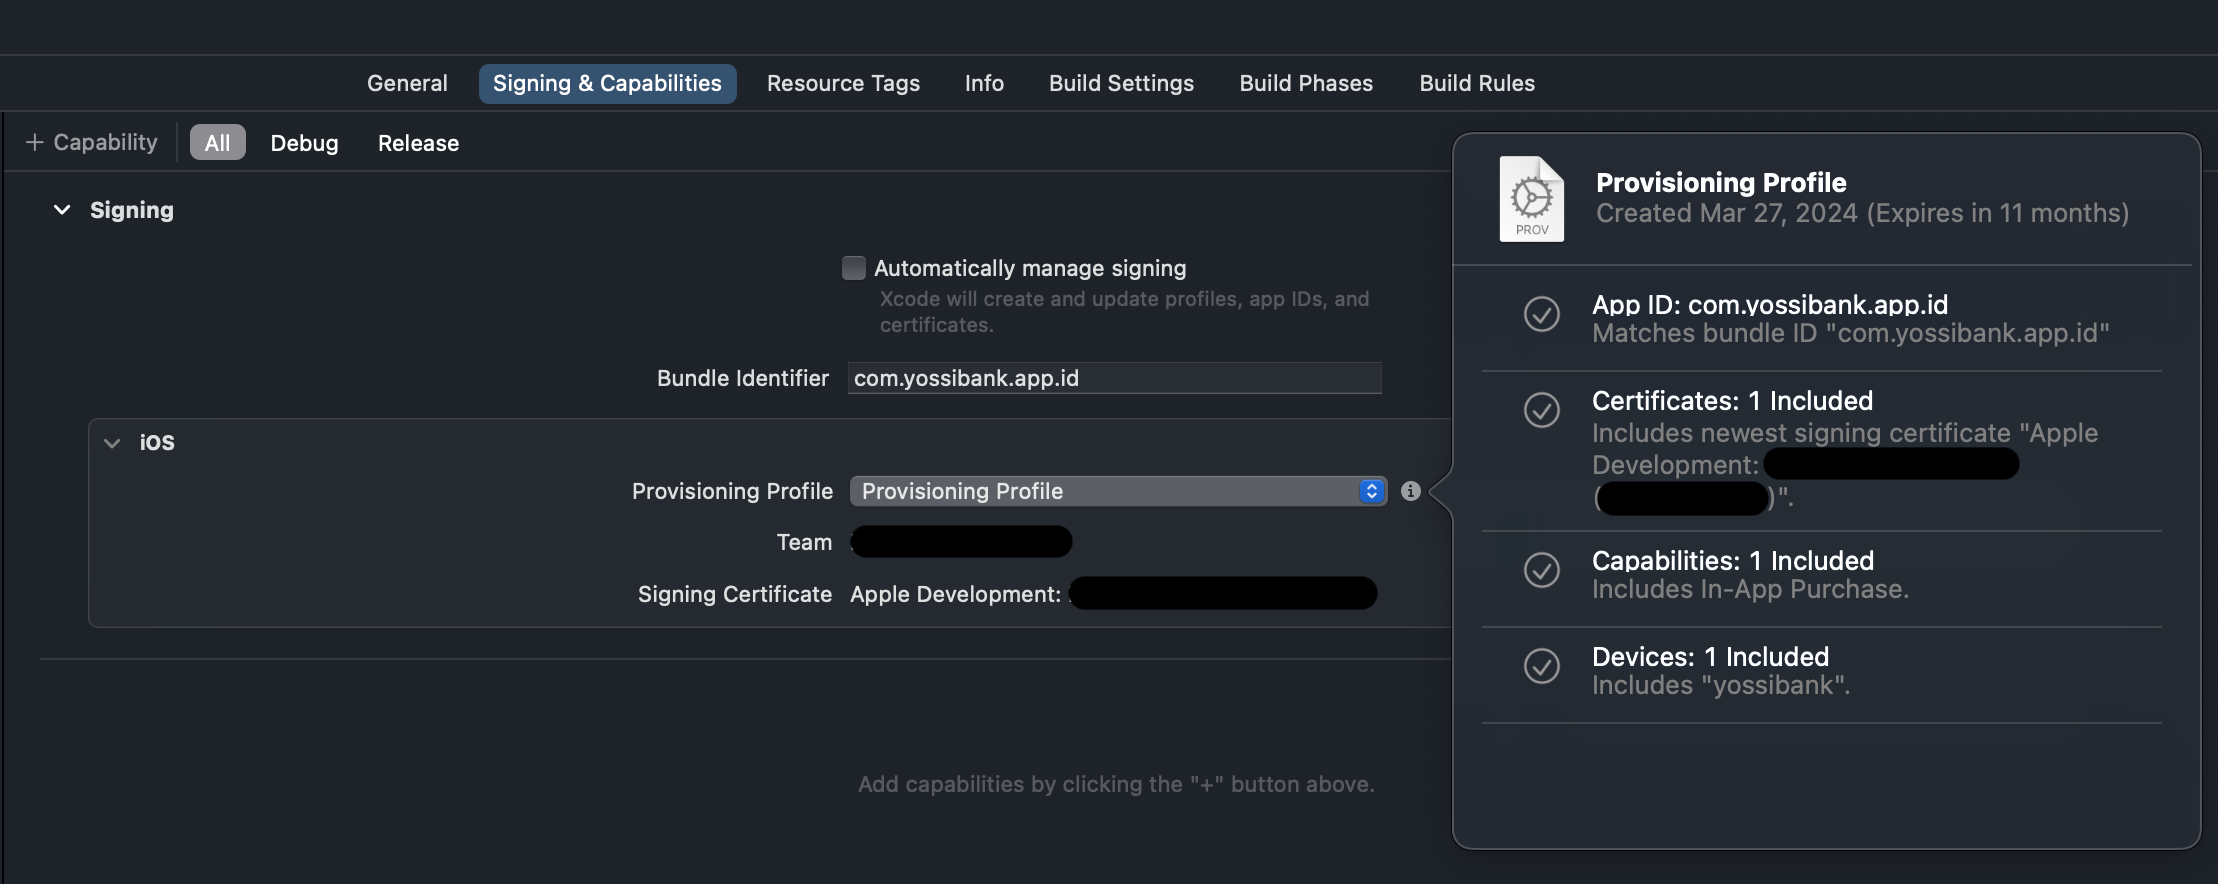 General Signing & Capabilities Resource Tags Info Build Settings Build Phases Build Rules
+ Capability All Debug Release
Signing
Automatically manage signing
Xcode will create and update profiles, app IDs, and
certificates.
Bundle Identifier com.yossibank.app.id
iOS
Provisioning Profile Provisioning Profile
Team
Signing Certificate Apple Development:
Add capabilities by clicking the "+" button above.
PROV
Provisioning Profile
Created Mar 27, 2024 (Expires in 11 months)
App ID: com.yossibank.app.id
Matches bundle ID "com.yossibank.app.id"
Certificates: 1 Included
Includes newest signing certificate "Apple
Development:
( )".
Capabilities: 1 Included
Includes In-App Purchase.
Devices: 1 Included
Includes "yossibank".